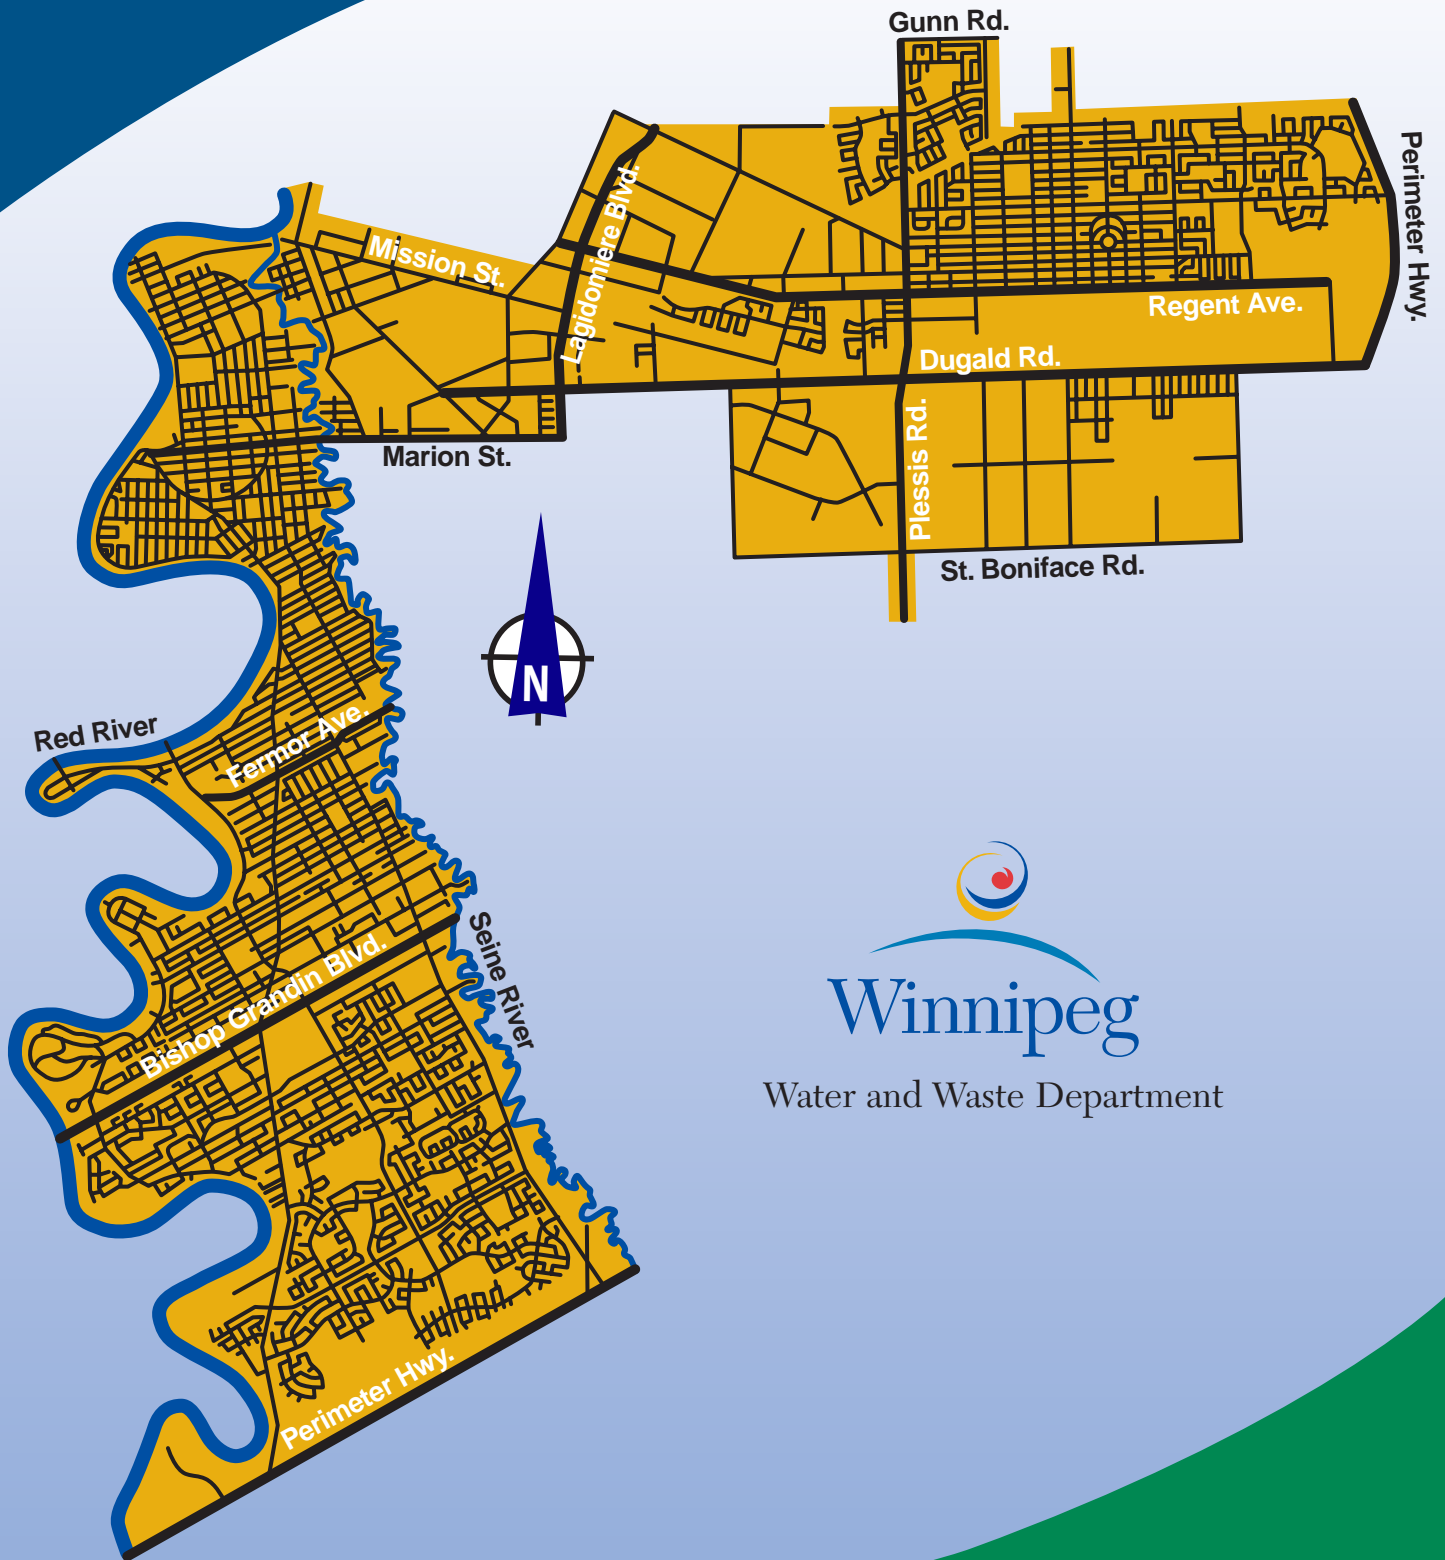 Gunn Rd.
Perimeter Hwy.
Lagidomiere Blvd.
Mission St.
Regent Ave.
Dugald Rd.
Plessis Rd.
Marion St.
St. Boniface Rd.
N
Red River
Fermor Ave.
Seine River
Bishop Grandin Blvd.
Winnipeg
Water and Waste Department
Perimeter Hwy.